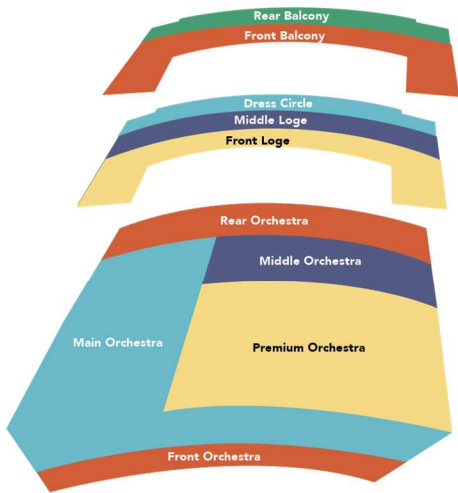 Rear Balcony
Front Balcony
Dress Circle
Middle Loge
Front Loge
Rear Orchestra
Middle Orchestra
Main Orchestra
Premium Orchestra
Front Orchestra